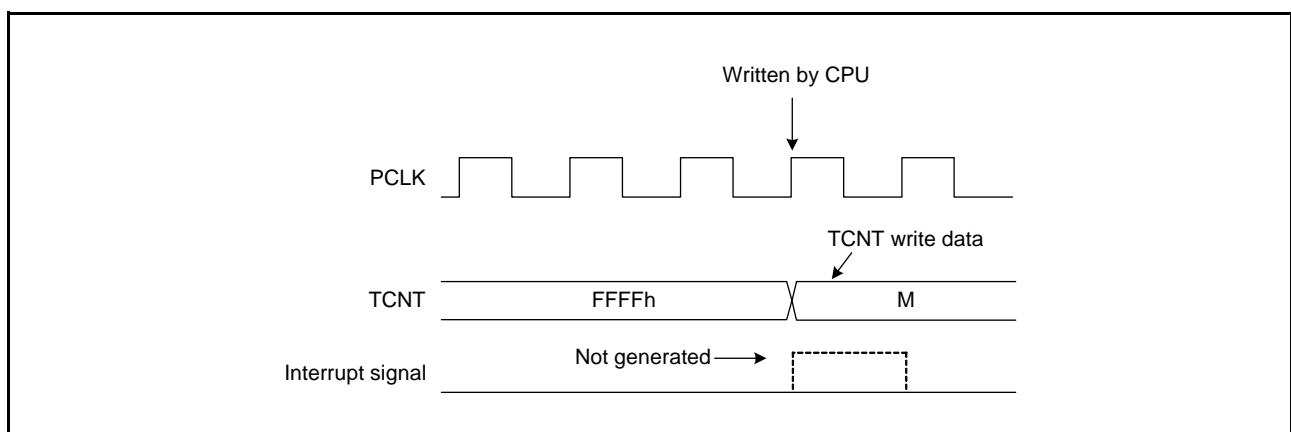 Written by CPU
PCLK
TCNT write data
TCNT
FFFFh
M
Not generated
Interrupt signal